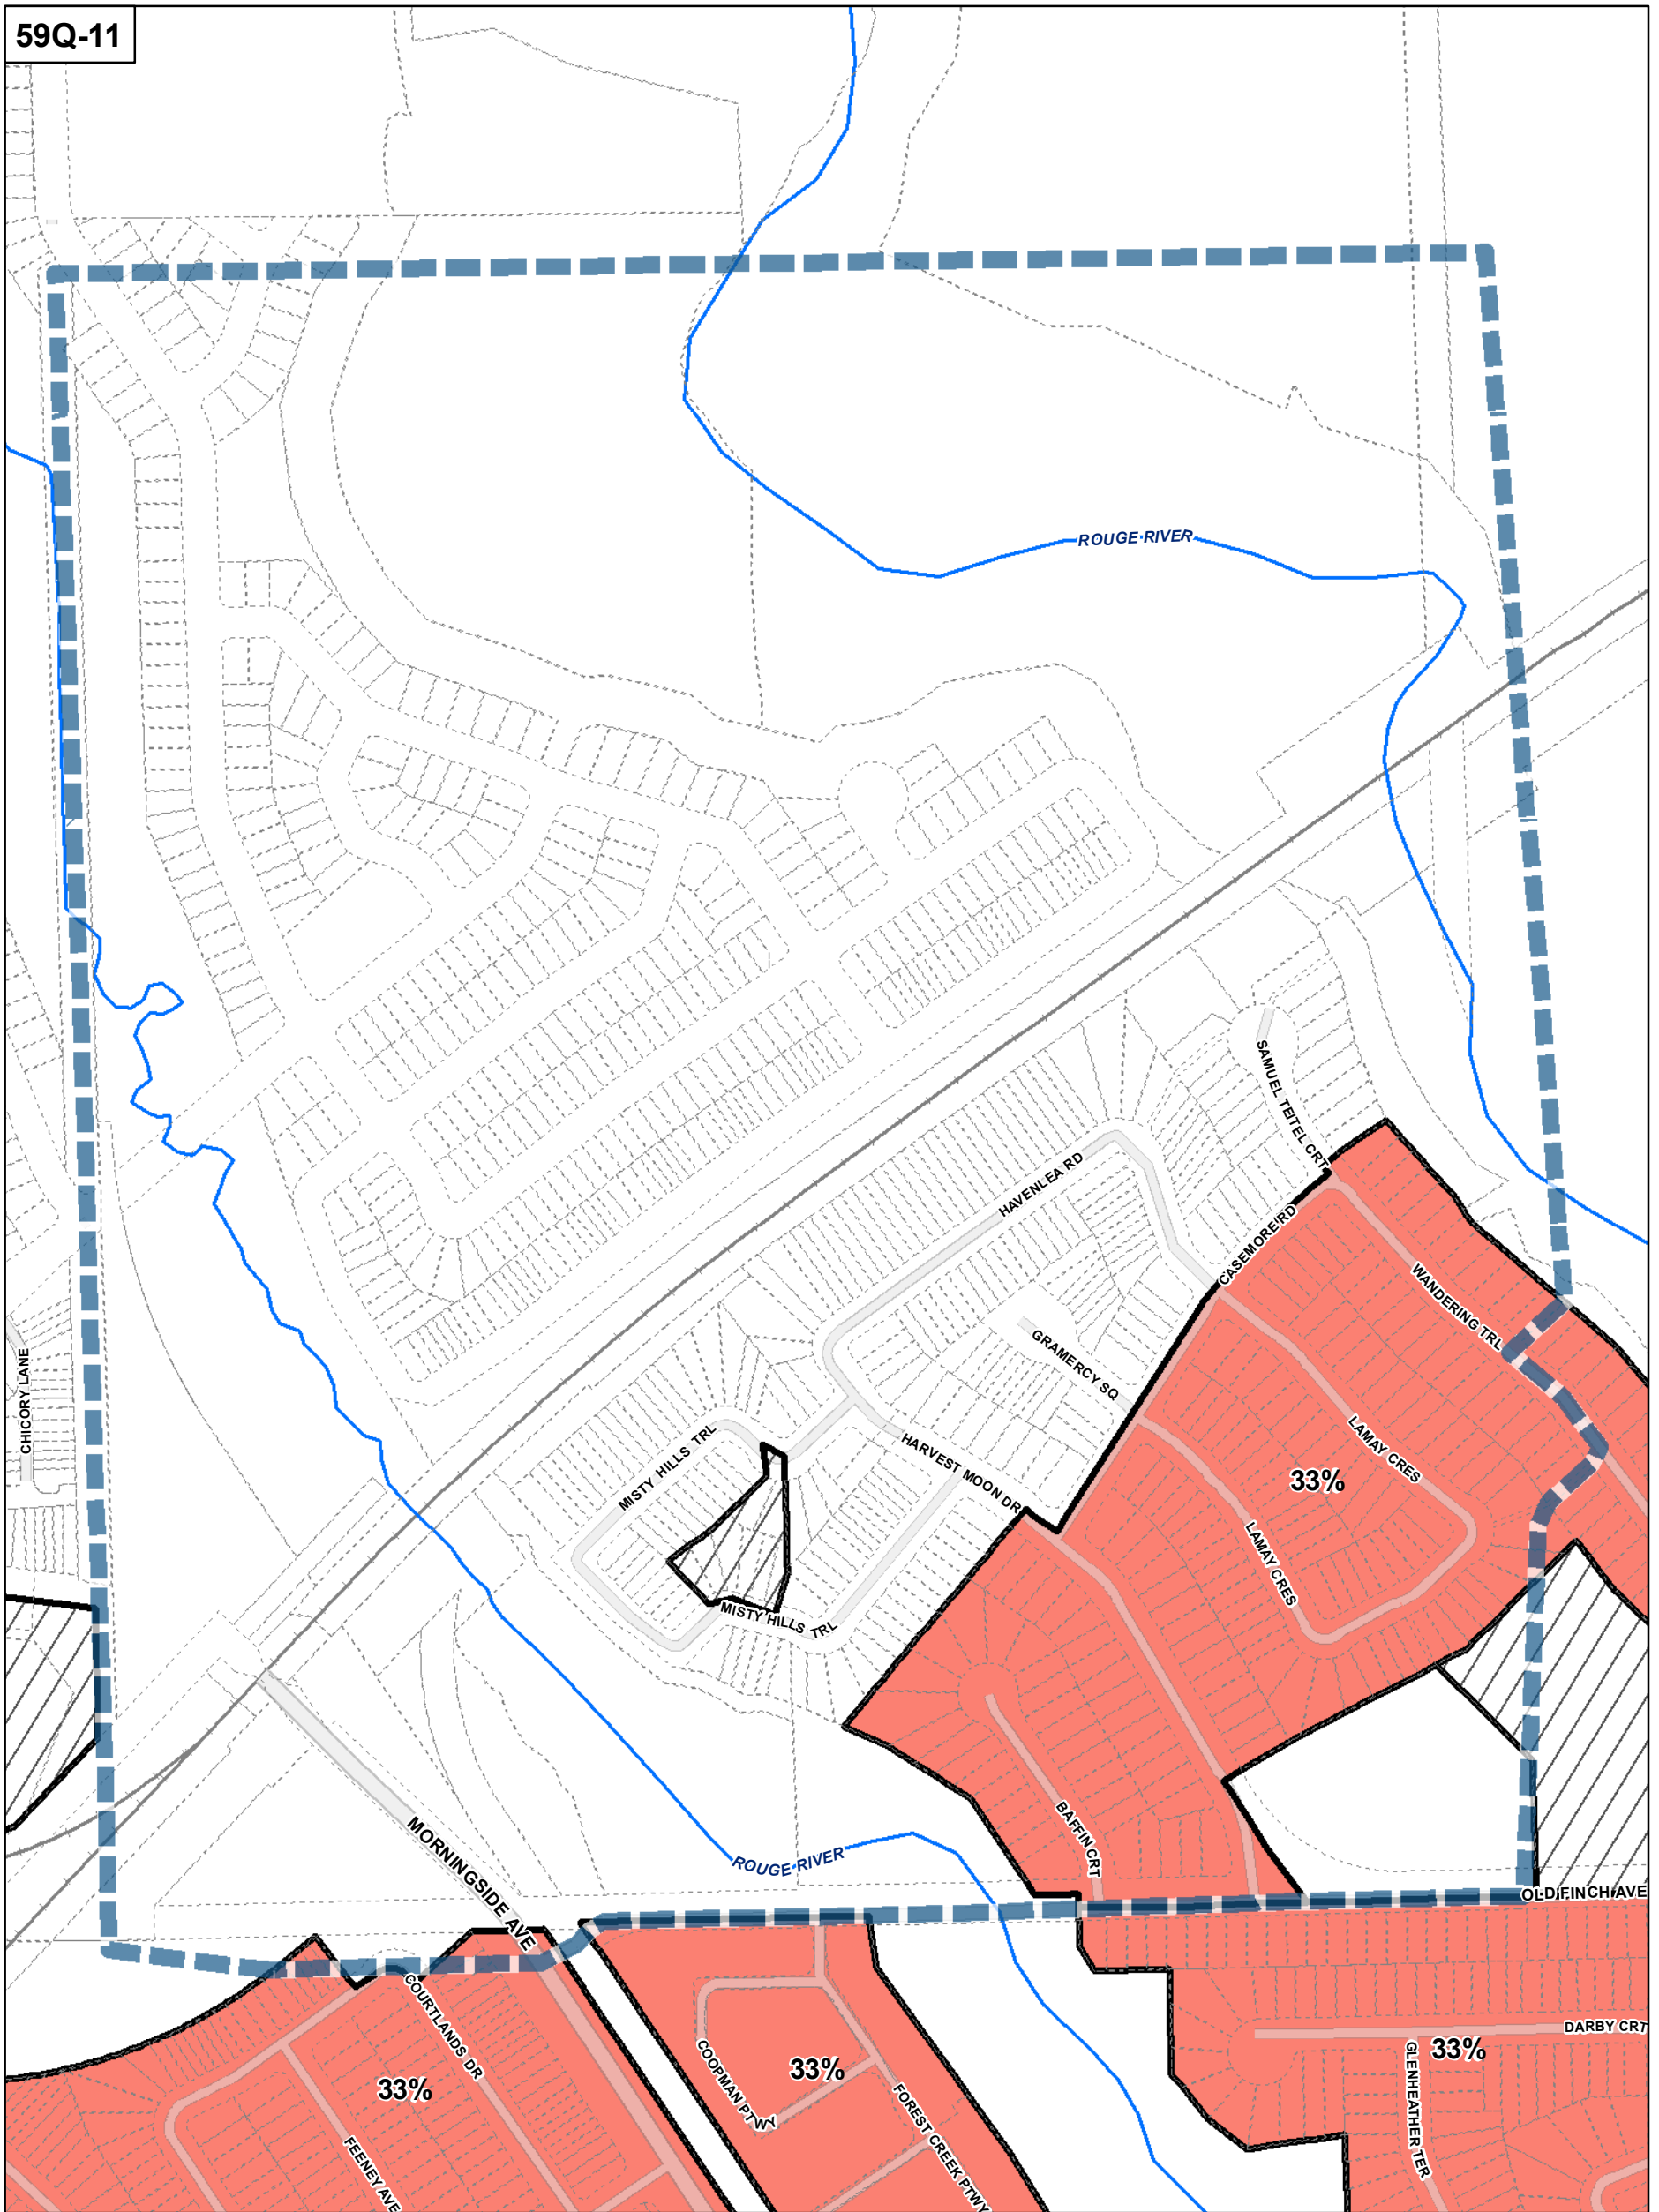 59Q-11
ROUGE RIVER
SAMUEL TEITEL CRT
HAVENLEA RD
CASEMORE RD
WANDERING TRL
GRAMERCY SQ
CHICORY LANE
LAMAY CRES
MISTY HILLS TRL
HARVEST MOON DR
33%
LAMAY CRES
MISTY HILLS TRL
BAFFIN CRT
MORNINGSIDE AVE
ROUGE RIVER
OLD FINCH AVE
COURTLANDS DR
DARBY CRT
33%
COOPMAN PTWY
33%
GLENHEATHER TER
33%
FOREST CREEK PTWY
FEENEY AVE